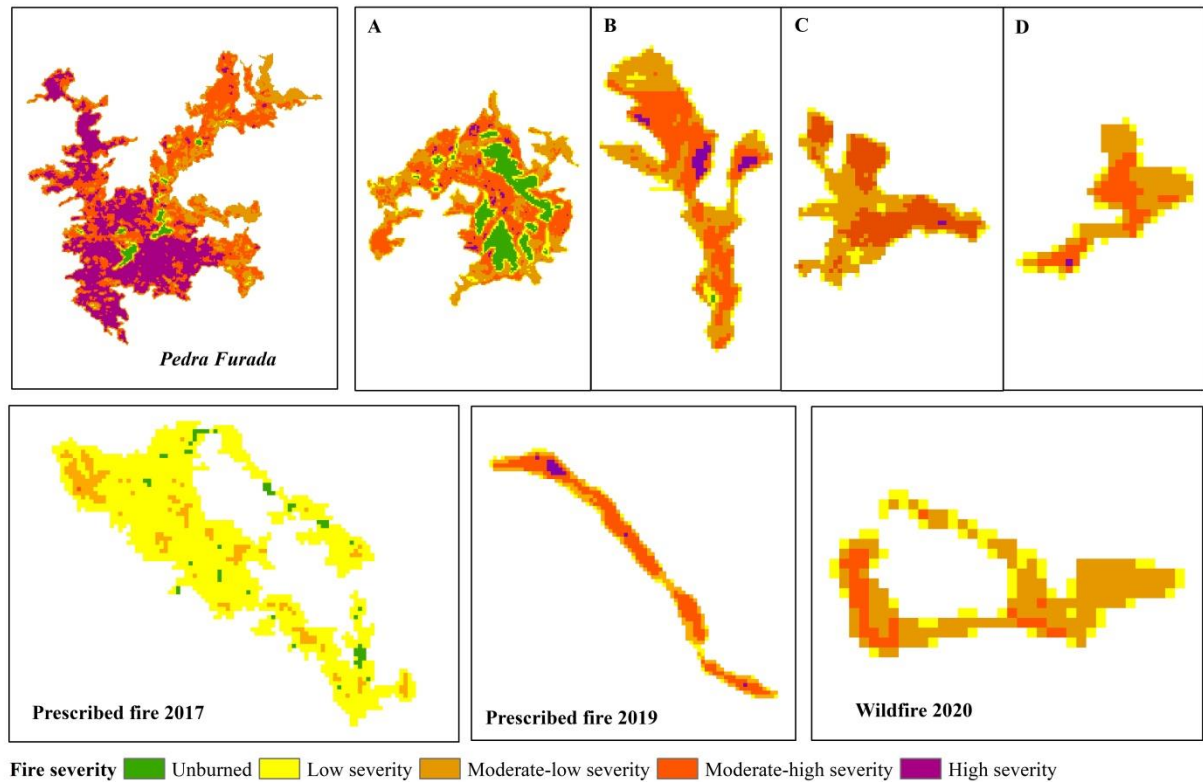 A
B
C
D
Pedra Furada
Prescribed fire 2017
Prescribed fire 2019
Wildfire 2020
Fire severity Unburned Low severity Moderate-low severity Moderate-high severity High severity